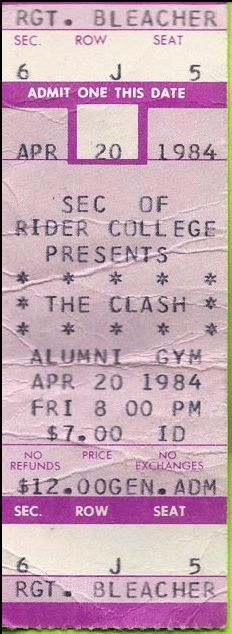 RGT. BLEACHER
SEC. ROW SEAT
6 J 5
ADMIT ONE THIS DATE
APR 20 1984
SEC OF
RIDER COLLEGE
PRESENTS
* * * * * *
* THE CLASH *
* * * * * *
ALUMNI GYM
APR 20 1984
FRI 8 00 PM
$7.00 ID
NO REFUNDS PRICE NO EXCHANGES
$12.00GEN.ADM
SEC. ROW SEAT
6 J 5
RGT. BLEACHER